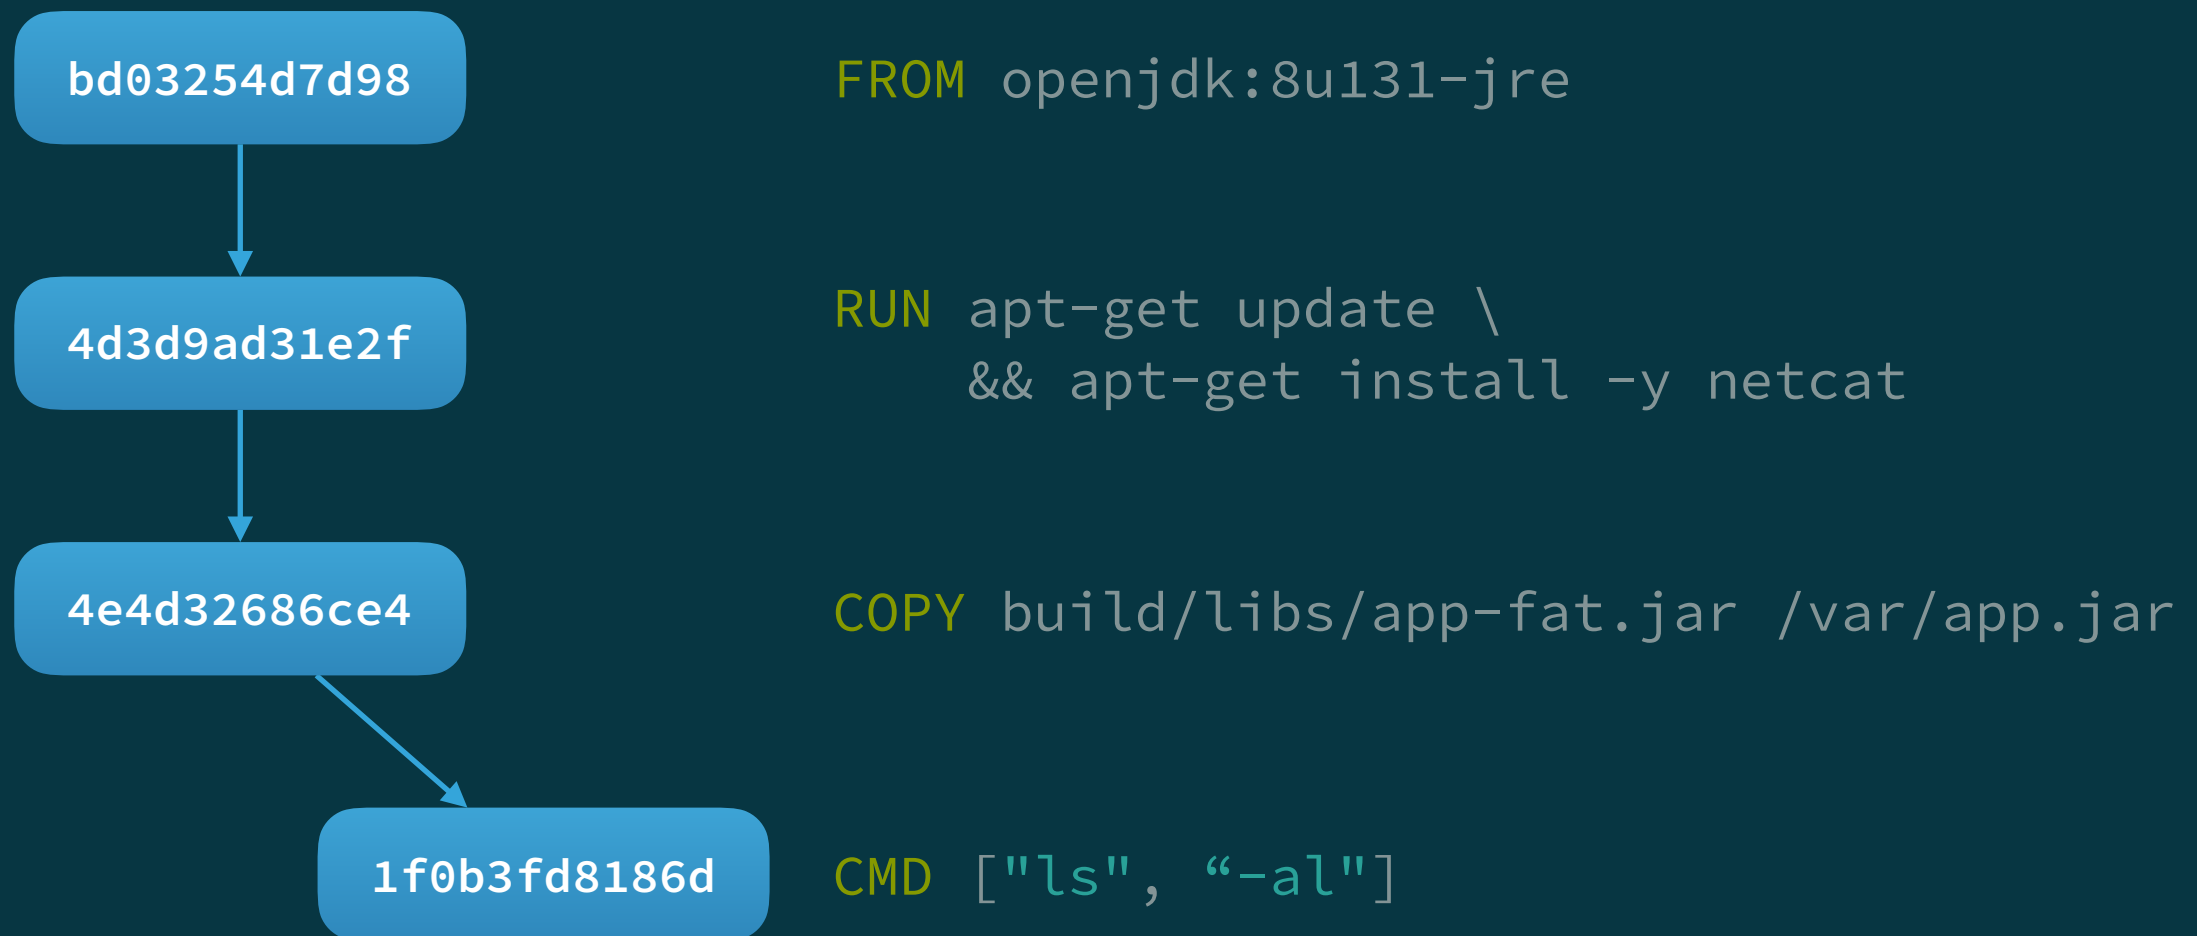 bd03254d7d98
FROM openjdk:8u131-jre
4d3d9ad31e2f
RUN apt-get update \
&& apt-get install -y netcat
4e4d32686ce4
COPY build/libs/app-fat.jar /var/app.jar
1f0b3fd8186d
CMD ["ls", “-al"]